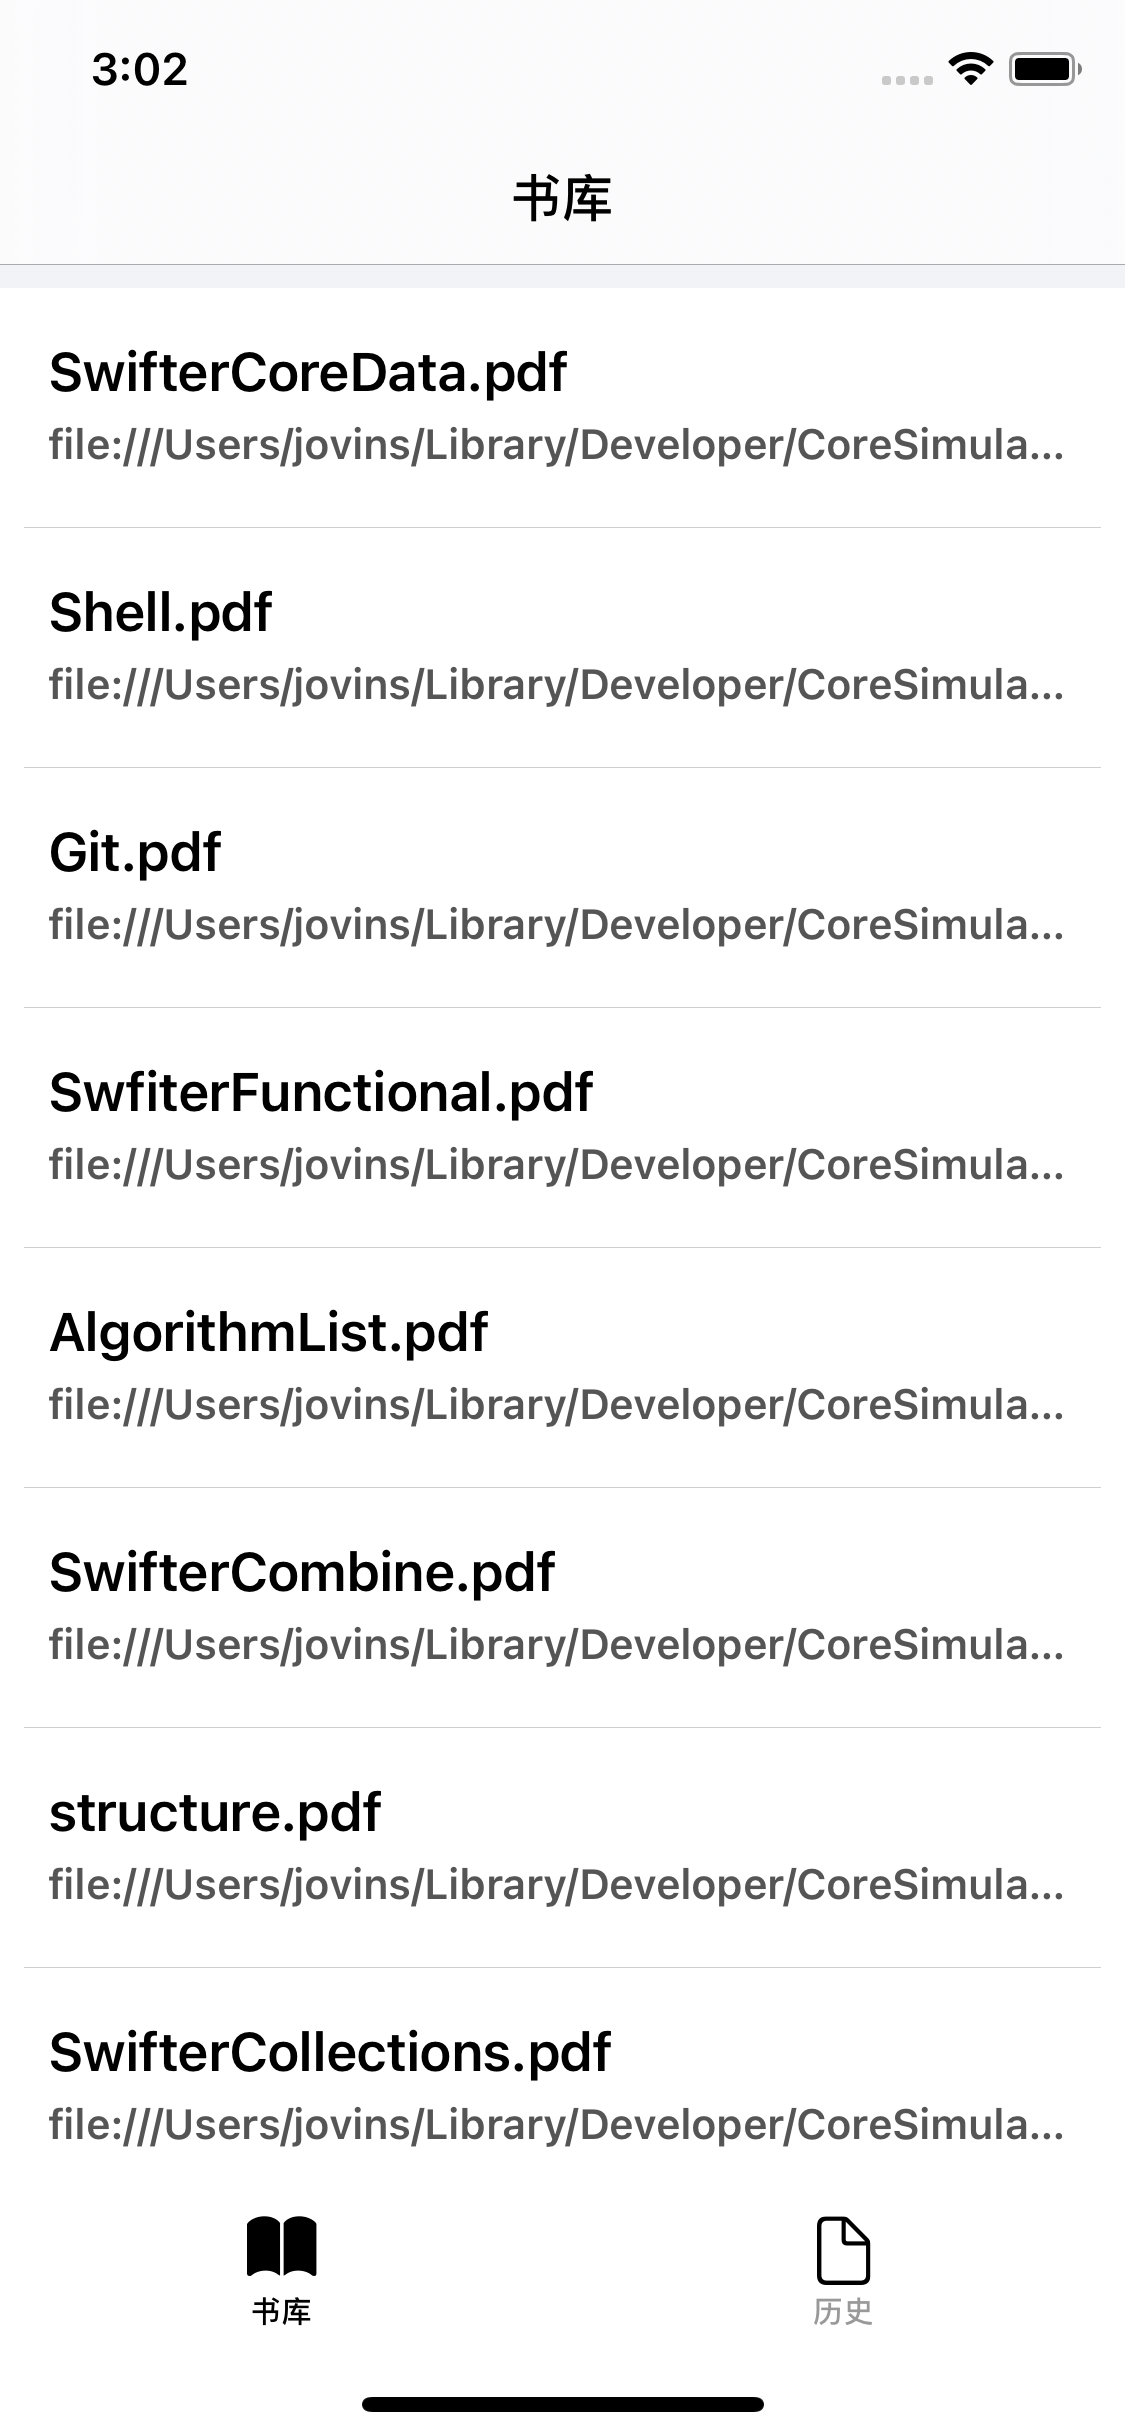 3:02
书库
SwifterCoreData.pdf
file:///Users/jovins/Library/Developer/CoreSimula...
Shell.pdf
file:///Users/jovins/Library/Developer/CoreSimula...
Git.pdf
file:///Users/jovins/Library/Developer/CoreSimula...
SwfiterFunctional.pdf
file:///Users/jovins/Library/Developer/CoreSimula...
AlgorithmList.pdf
file:///Users/jovins/Library/Developer/CoreSimula...
SwifterCombine.pdf
file:///Users/jovins/Library/Developer/CoreSimula...
structure.pdf
file:///Users/jovins/Library/Developer/CoreSimula...
SwifterCollections.pdf
file:///Users/jovins/Library/Developer/CoreSimula...
书库 历史